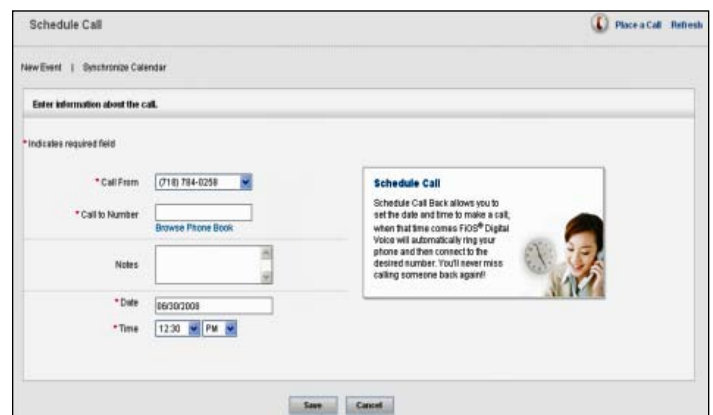 Schedule Call
Place a Call Refresh
New Event | Synchronize Calendar
Enter information about the call.
* Indicates required field
* Call From (718) 784-0258
* Call to Number
Browse Phone Book
Notes
* Date 06/30/2008
* Time 12:30 PM
Schedule Call
Schedule Call Back allows you to
set the date and time to make a call,
when that time comes FiOS® Digital
Voice will automatically ring your
phone and then connect to the
desired number. You'll never miss
calling someone back again!!
Save Cancel